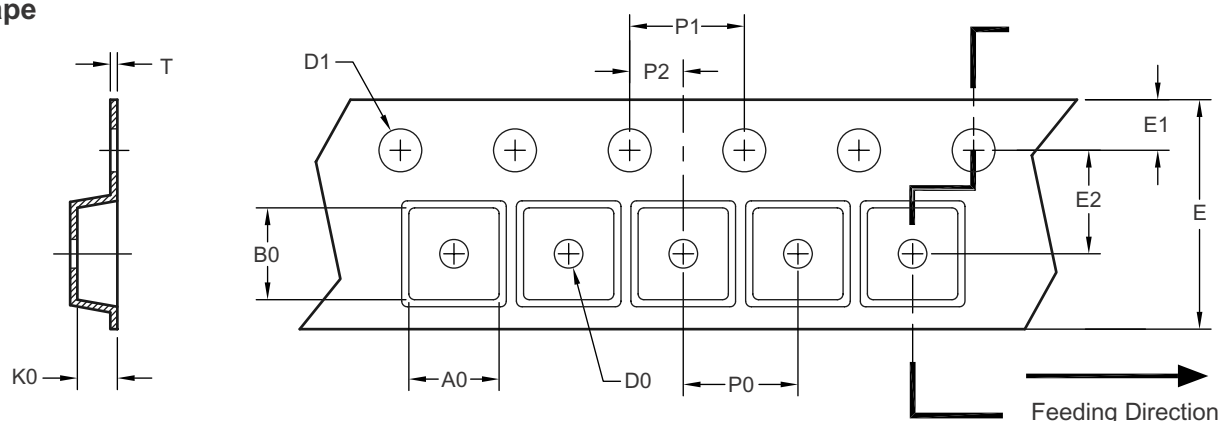 ape
P1
D1
T
P2
E1
E2
E
B0
K0
A0
D0
P0
Feeding Direction